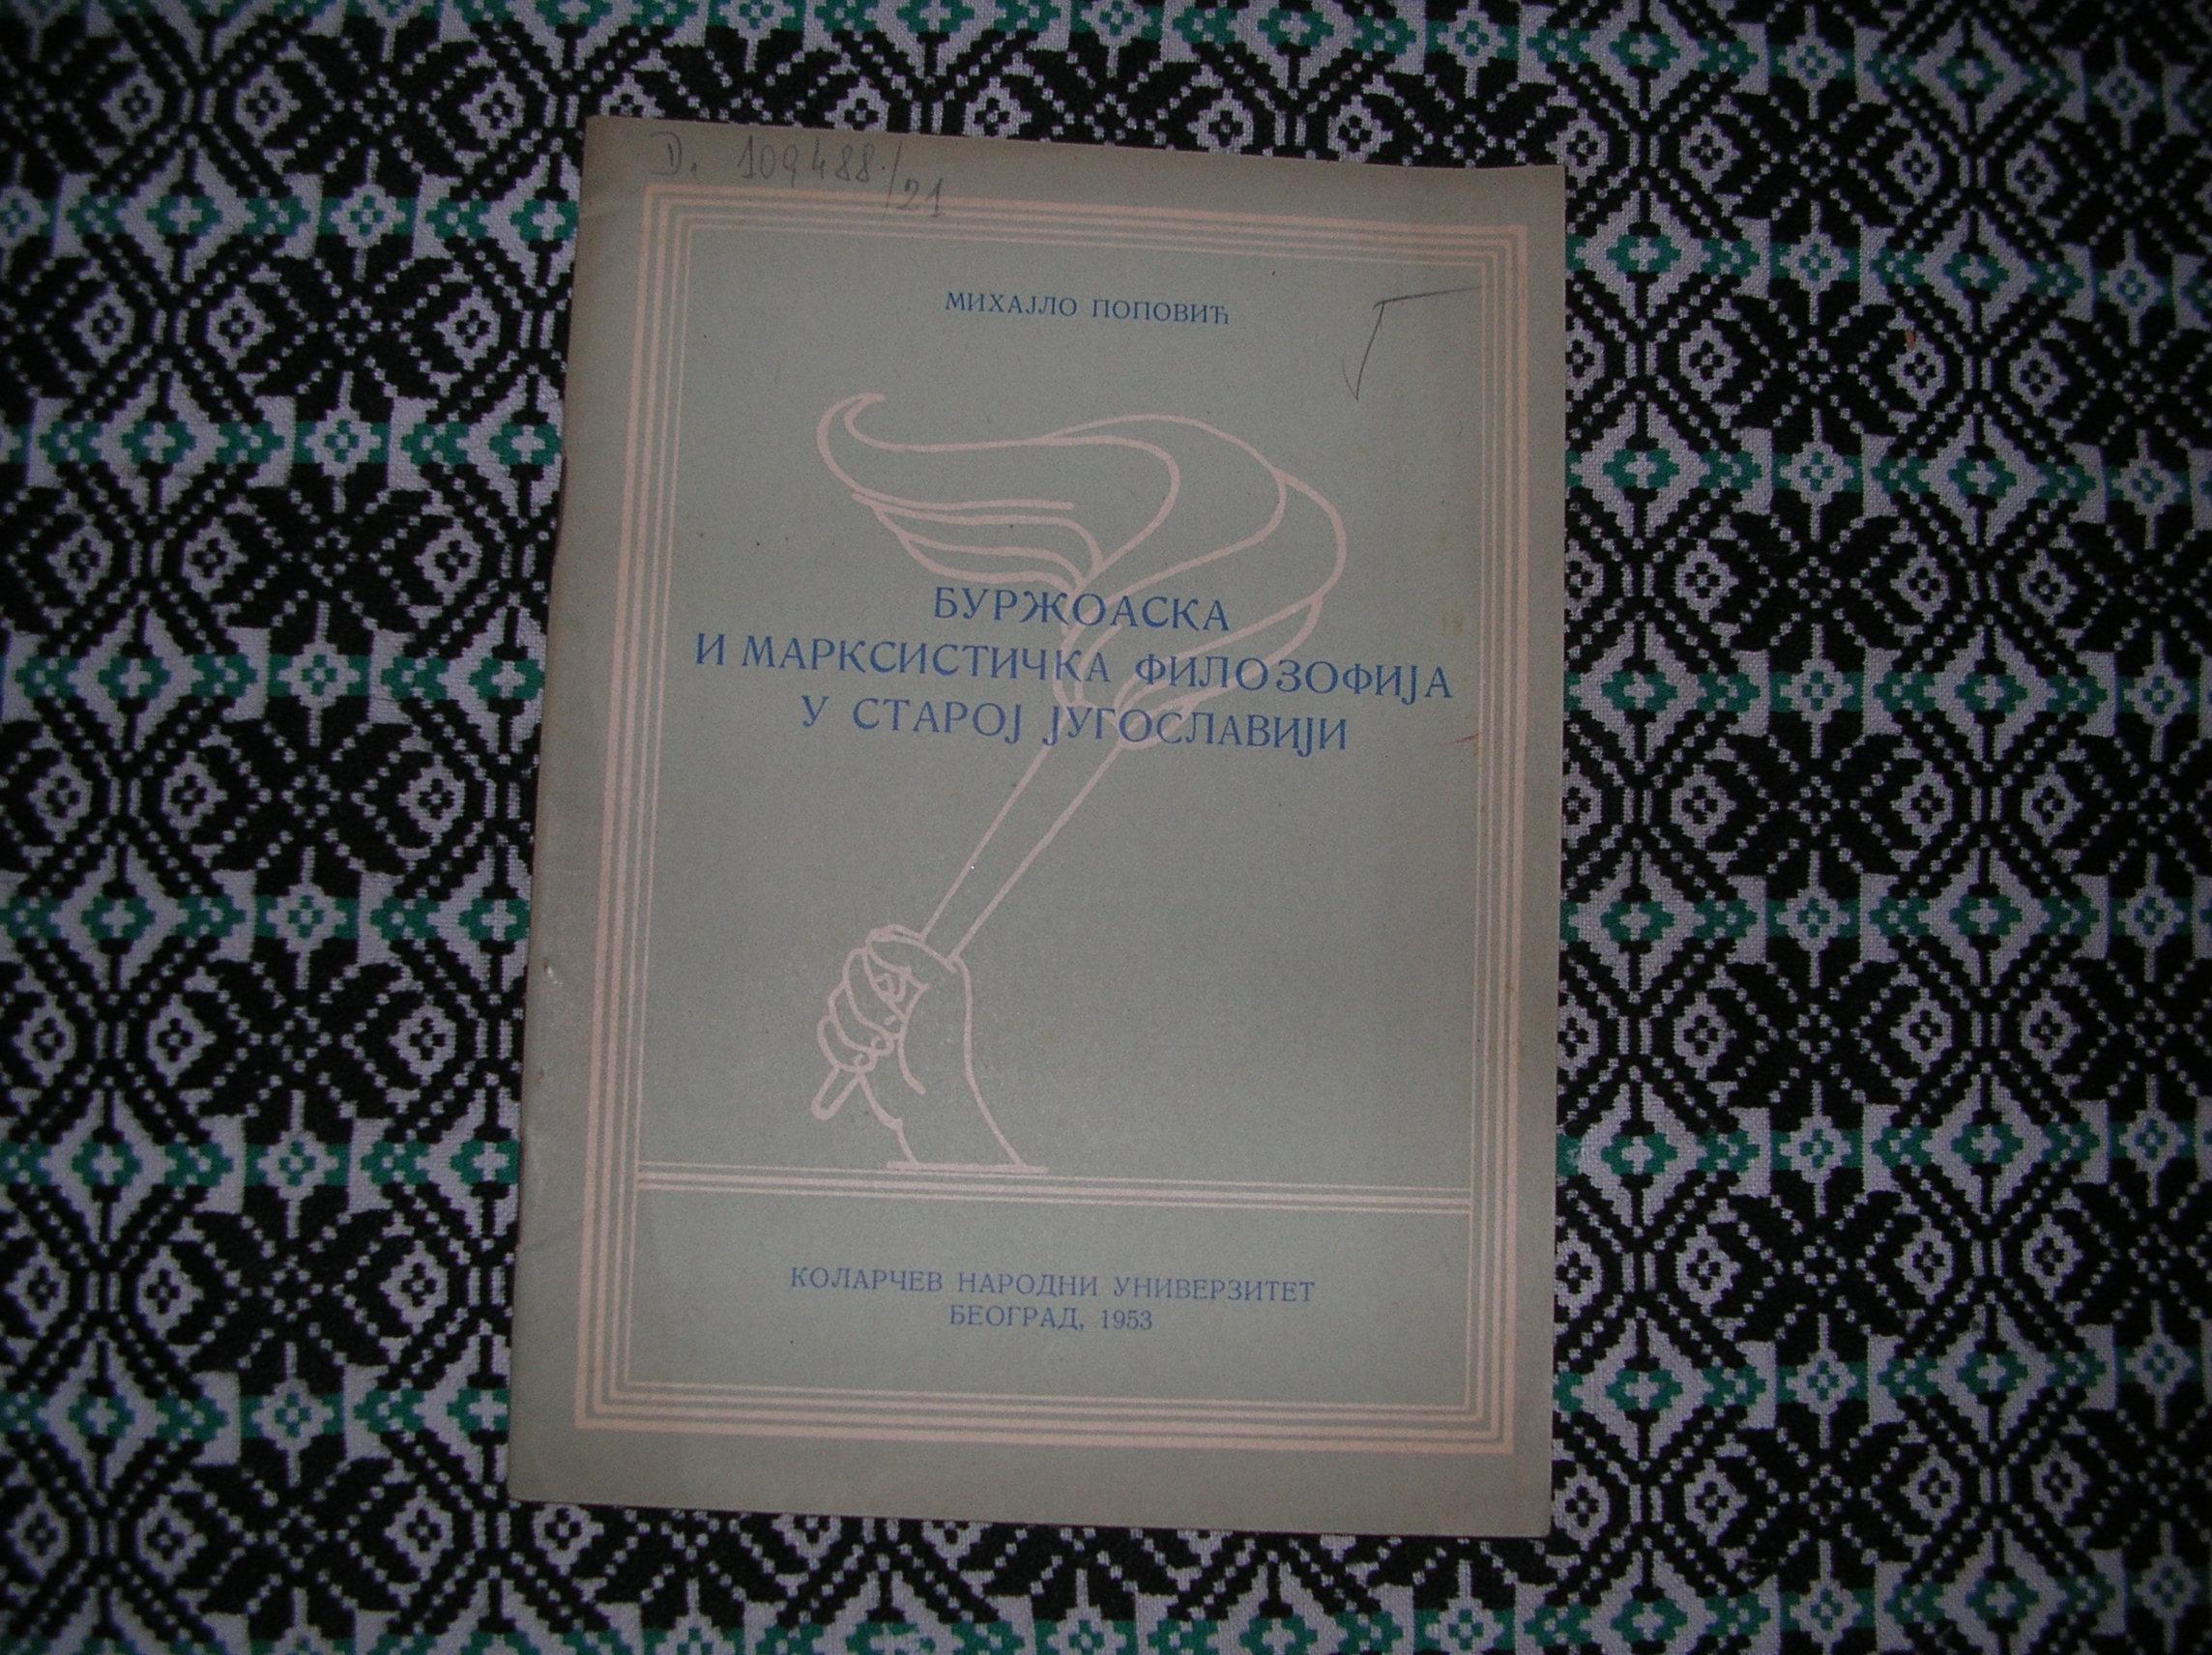 D. 109488./21
МИХАЈЛО ПОПОВИЋ
БУРЖОАСКА
И МАРКСИСТИЧКА ФИЛОЗОФИЈА
У СТАРОЈ ЈУГОСЛАВИЈИ
КОЛАРЧЕВ НАРОДНИ УНИВЕРЗИТЕТ
БЕОГРАД, 1953